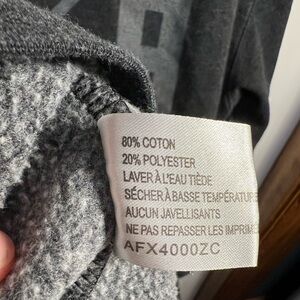 80% COTON
20% POLYESTER
LAVER À L'EAU TIÈDE
SÉCHER À BASSE TEMPÉRATURE
AUCUN JAVELLISANTS
NE PAS REPASSER LES IMPRIMÉ
AFX4000ZC